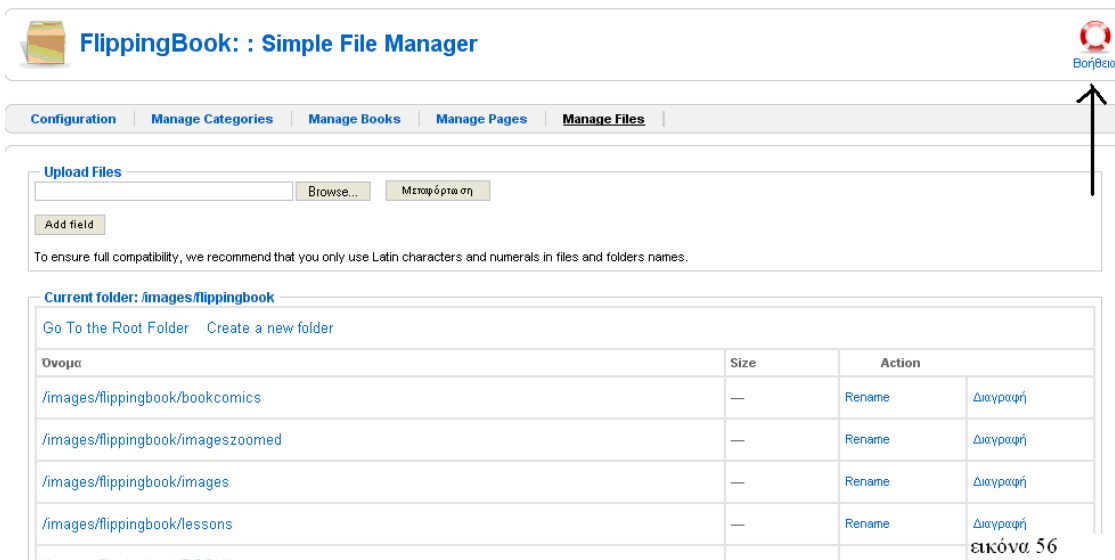 FlippingBook: : Simple File Manager
Βοήθεια
Configuration Manage Categories Manage Books Manage Pages Manage Files
Upload Files
Browse... Μεταφόρτωση
Add field
To ensure full compatibility, we recommend that you only use Latin characters and numerals in files and folders names.
Current folder: /images/flippingbook
Go To the Root Folder Create a new folder
Όνομα Size Action
/images/flippingbook/bookcomics — Rename Διαγραφή
/images/flippingbook/imageszoomed — Rename Διαγραφή
/images/flippingbook/images — Rename Διαγραφή
/images/flippingbook/lessons — Rename Διαγραφή
εικόνα 56